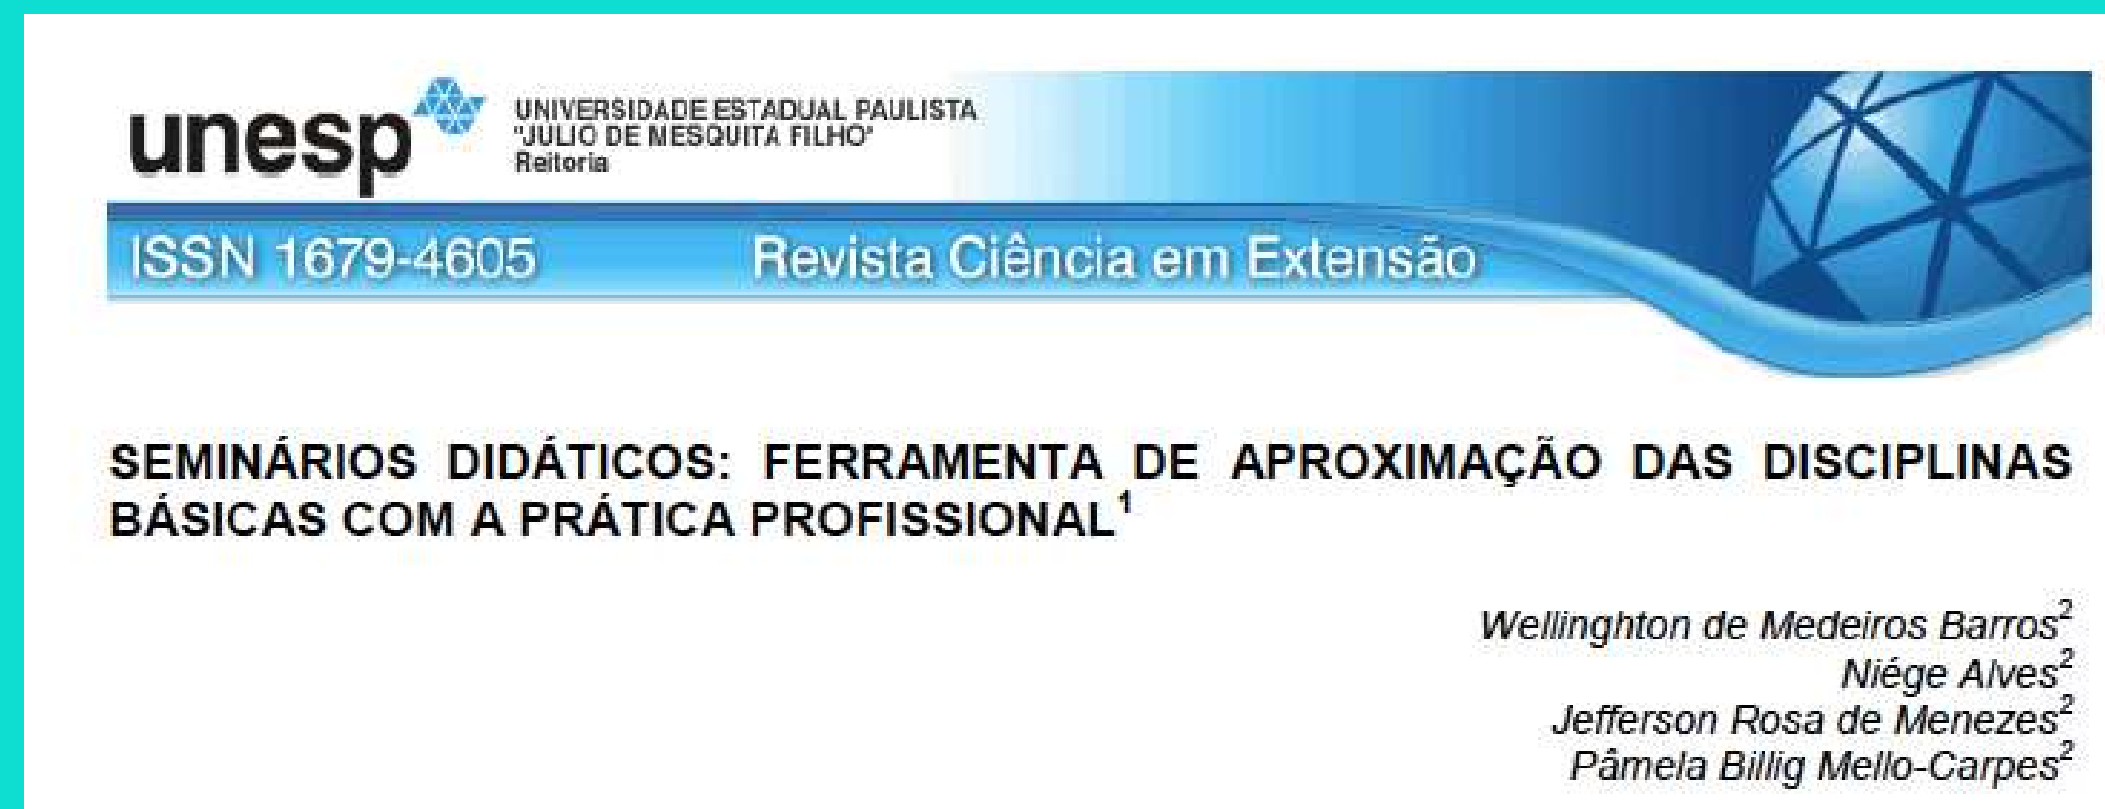 unesp
UNIVERSIDADE ESTADUAL PAULISTA
"JULIO DE MESQUITA FILHO"
Reitoria
ISSN 1679-4605 Revista Ciência em Extensão
SEMINÁRIOS DIDÁTICOS: FERRAMENTA DE APROXIMAÇÃO DAS DISCIPLINAS
BÁSICAS COM A PRÁTICA PROFISSIONAL¹
Wellinghton de Medeiros Barros²
Niége Alves²
Jefferson Rosa de Menezes²
Pâmela Billig Mello-Carpes²